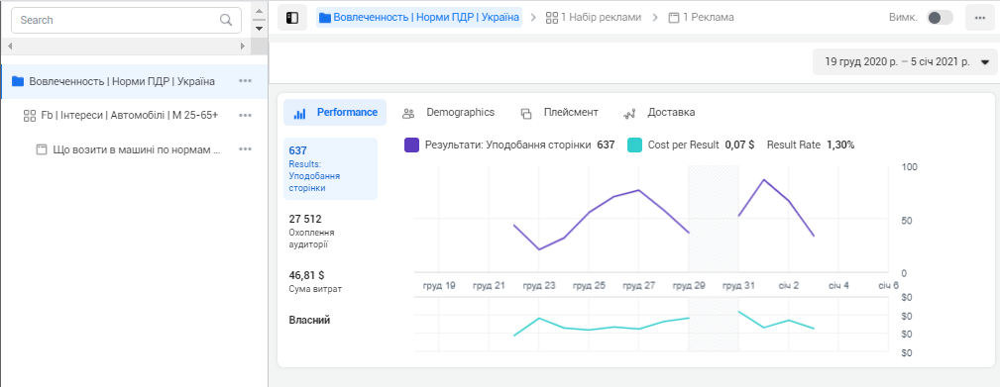 Search
Вовлеченность | Норми ПДР | Україна
Fb | Інтереси | Автомобілі | М 25-65+
Що возити в машині по нормам ...
Вовлеченность | Норми ПДР | Україна
1 Набір реклами
1 Реклама
Вимк.
19 груд 2020 р. – 5 січ 2021 р.
Performance
Demographics
Плейсмент
Доставка
637
Results:
Уподобання
сторінки
27 512
Охоплення
аудиторії
46,81 $
Сума витрат
Власний
Результати: Уподобання сторінки 637
Cost per Result 0,07 $
Result Rate 1,30%
100
50
0
груд 19 груд 21 груд 23 груд 25 груд 27 груд 29 груд 31 січ 2 січ 4 січ 6
$0
$0
$0
$0